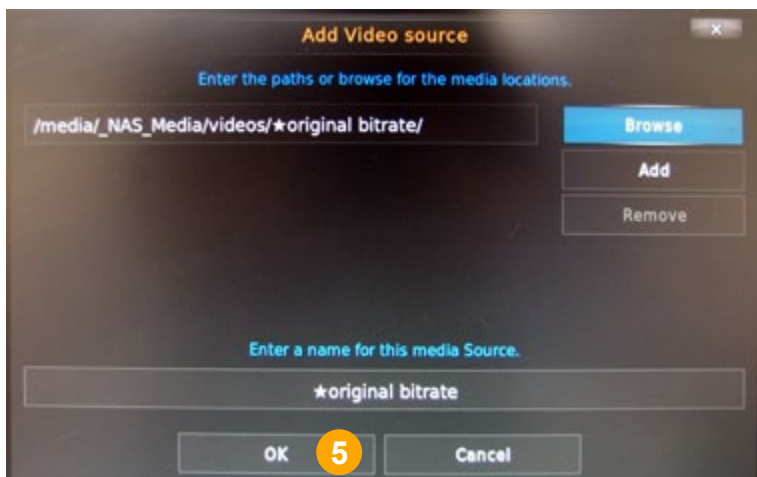 Add Video source
Enter the paths or browse for the media locations.
/media/_NAS_Media/videos/★original bitrate/
Browse
Add
Remove
Enter a name for this media Source.
★original bitrate
OK 5
Cancel